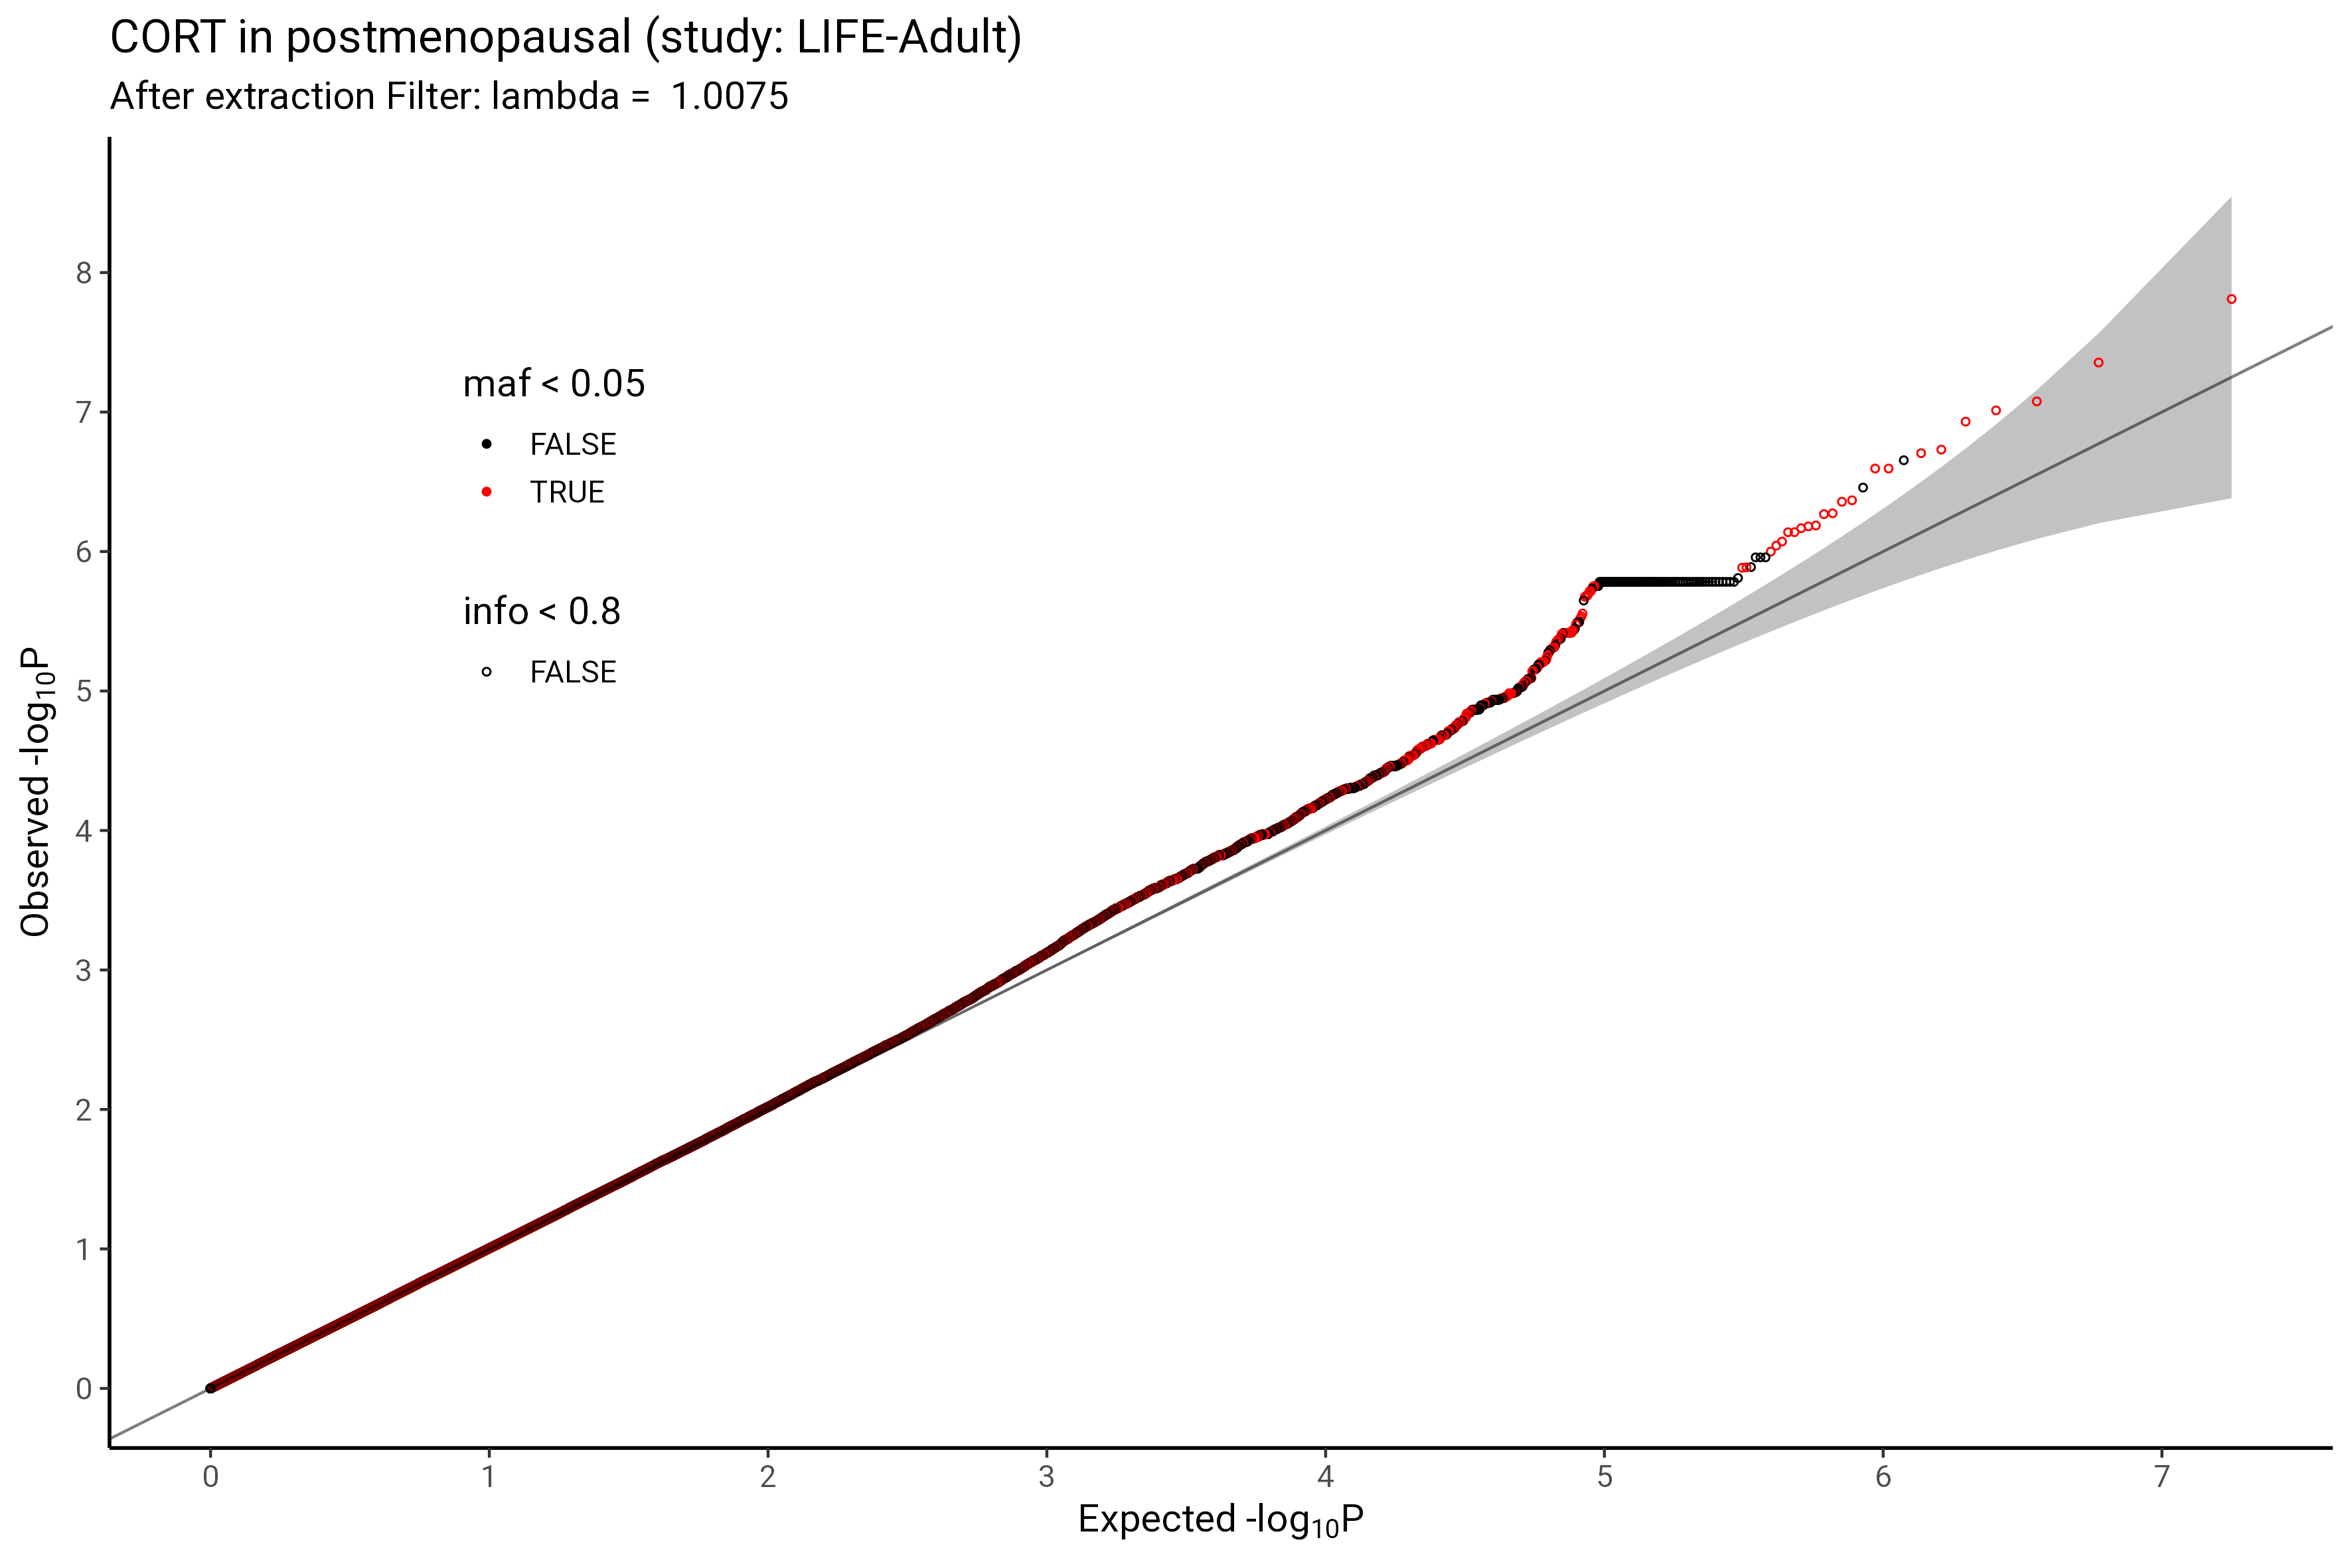 CORT in postmenopausal (study: LIFE-Adult)
After extraction Filter: lambda =  1.0075
8
7
6
5
4
3
2
1
0
Observed -log10P
maf < 0.05
FALSE
TRUE
info < 0.8
FALSE
0 1 2 3 4 5 6 7
Expected -log10P